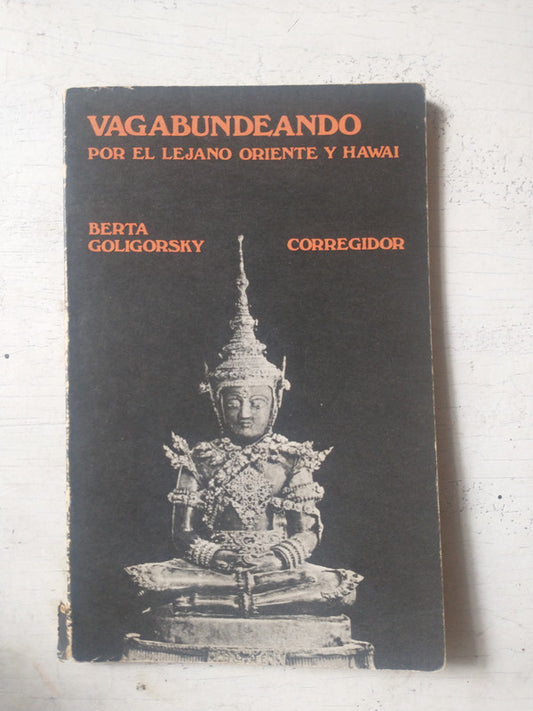 VAGABUNDEANDO
POR EL LEJANO ORIENTE Y HAWAI
BERTA
GOLIGORSKY
CORREGIDOR